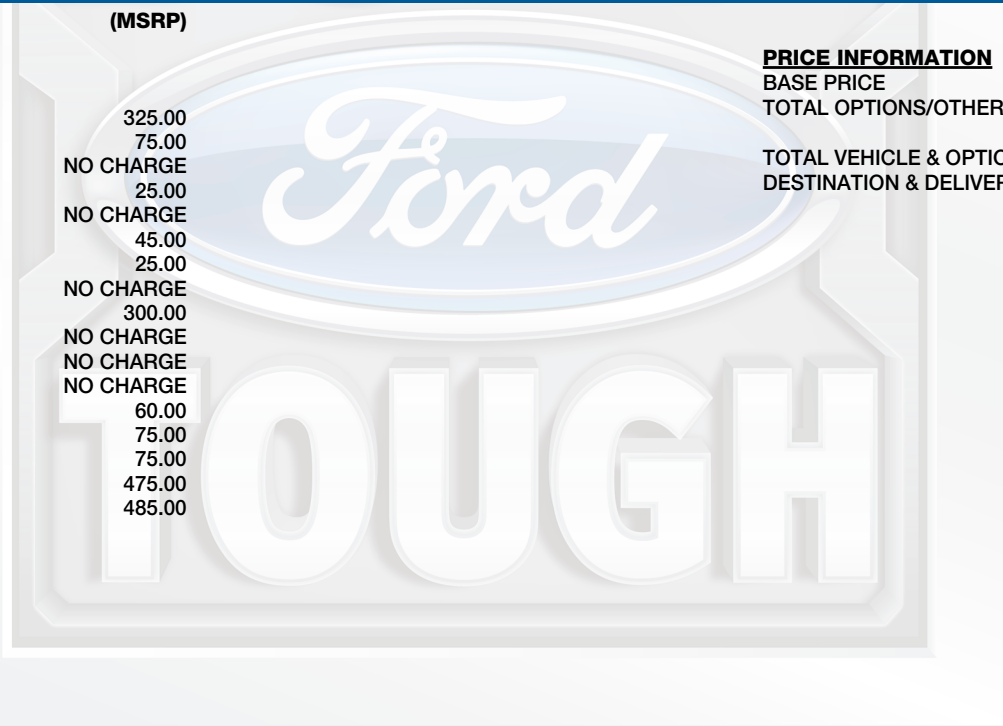 (MSRP)
325.00
75.00
NO CHARGE
25.00
NO CHARGE
45.00
25.00
NO CHARGE
300.00
NO CHARGE
NO CHARGE
NO CHARGE
60.00
75.00
75.00
475.00
485.00
PRICE INFORMATION
BASE PRICE
TOTAL OPTIONS/OTHER
TOTAL VEHICLE & OPTIO
DESTINATION & DELIVER
Ford
TOUGH